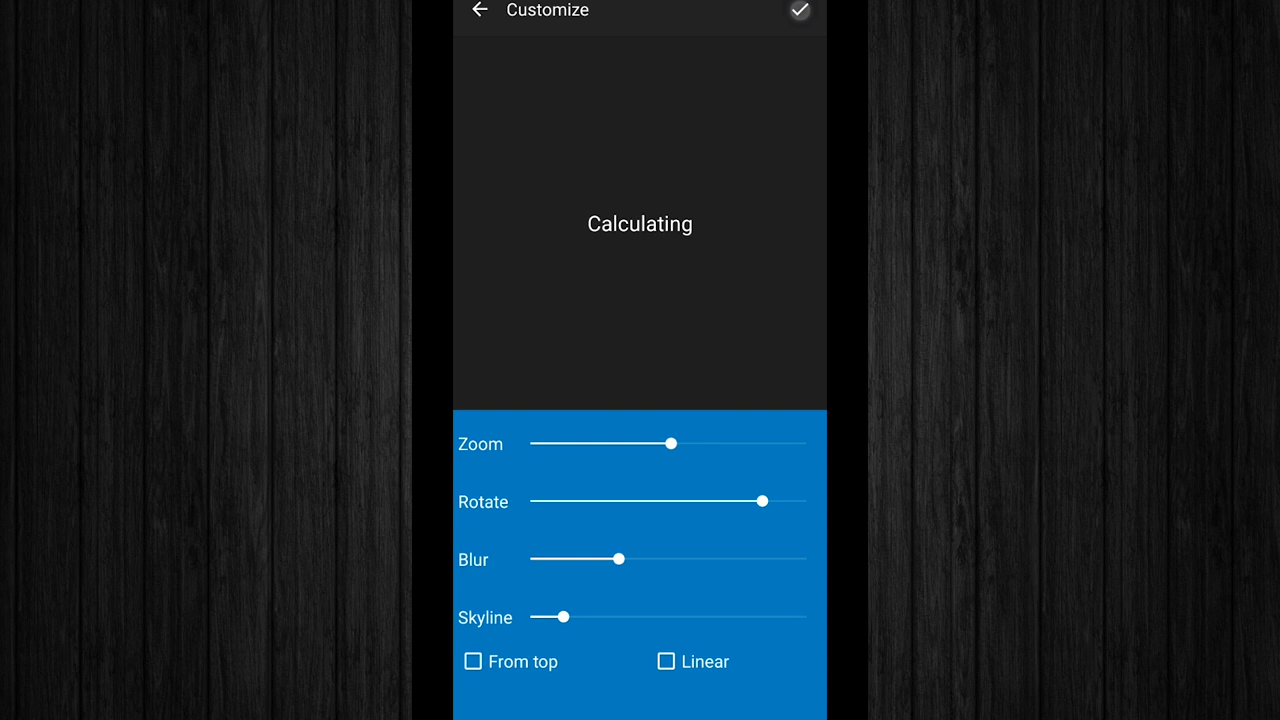 Customize
Calculating
Zoom
Rotate
Blur
Skyline
From top
Linear